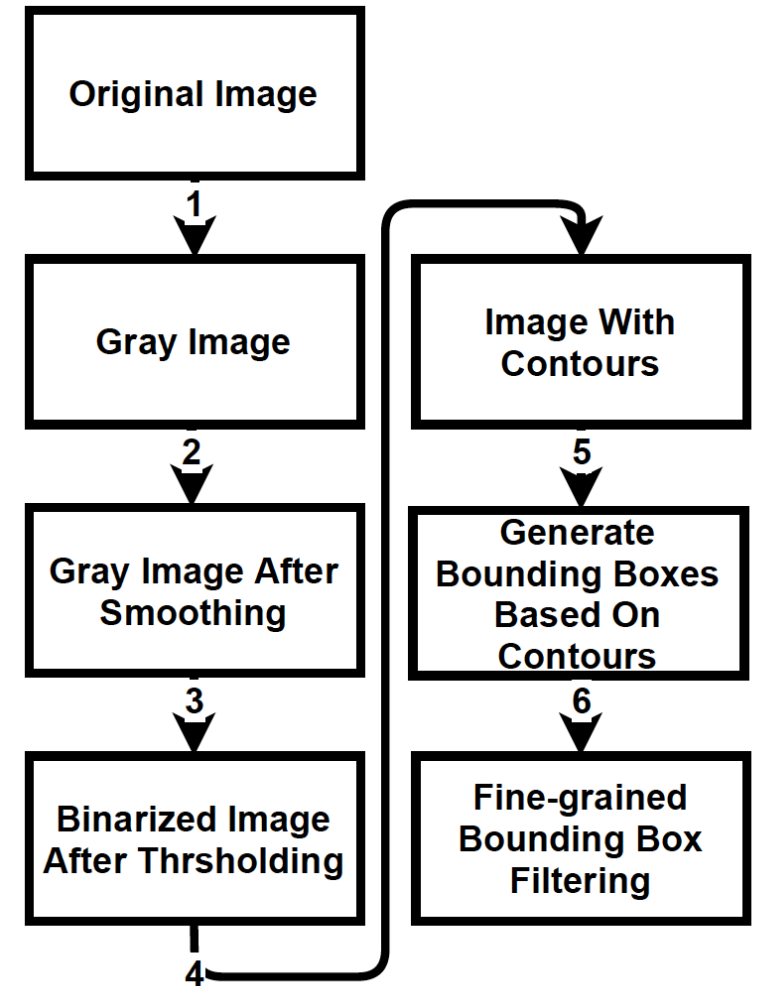 Original Image
1
Gray Image
2
Gray Image After
Smoothing
3
Binarized Image
After Thrsholding
4
Image With
Contours
5
Generate
Bounding Boxes
Based On
Contours
6
Fine-grained
Bounding Box
Filtering